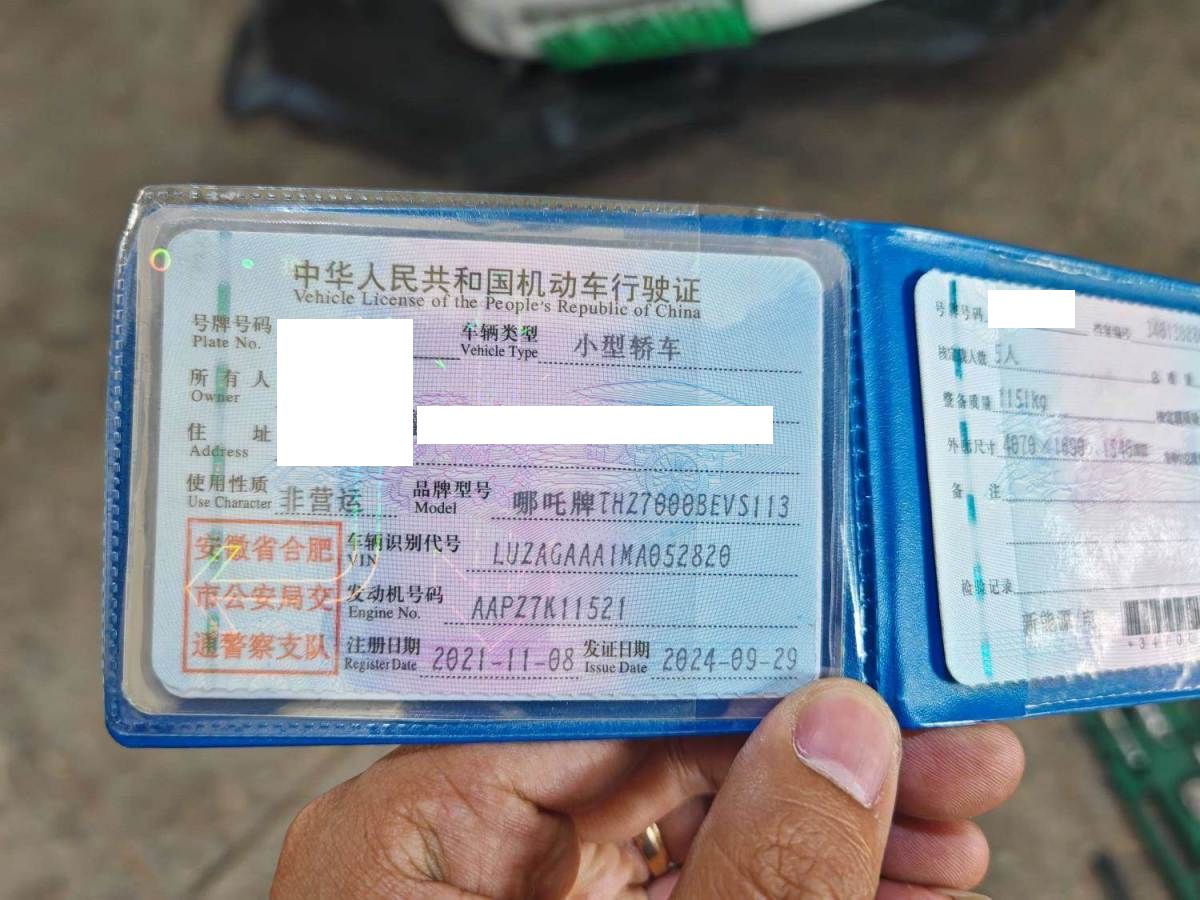 中华人民共和国机动车行驶证
Vehicle License of the People's Republic of China
号牌号码
Plate No.
车辆类型 小型轿车
Vehicle Type
所有人
Owner
住址
Address
使用性质 非营运
Use Character
品牌型号 哪吒牌THZ7000BEVS113
Model
安徽省合肥
市公安局交
通警察支队
车辆识别代号 LUZAGAAA1MA052820
VIN
发动机号码 AAPZ7K11521
Engine No.
注册日期 2021-11-08
Register Date
发证日期 2024-09-29
Issue Date
号牌号码
核定载人数 5人
整备质量 1151kg
外廓尺寸
备注
检验记录